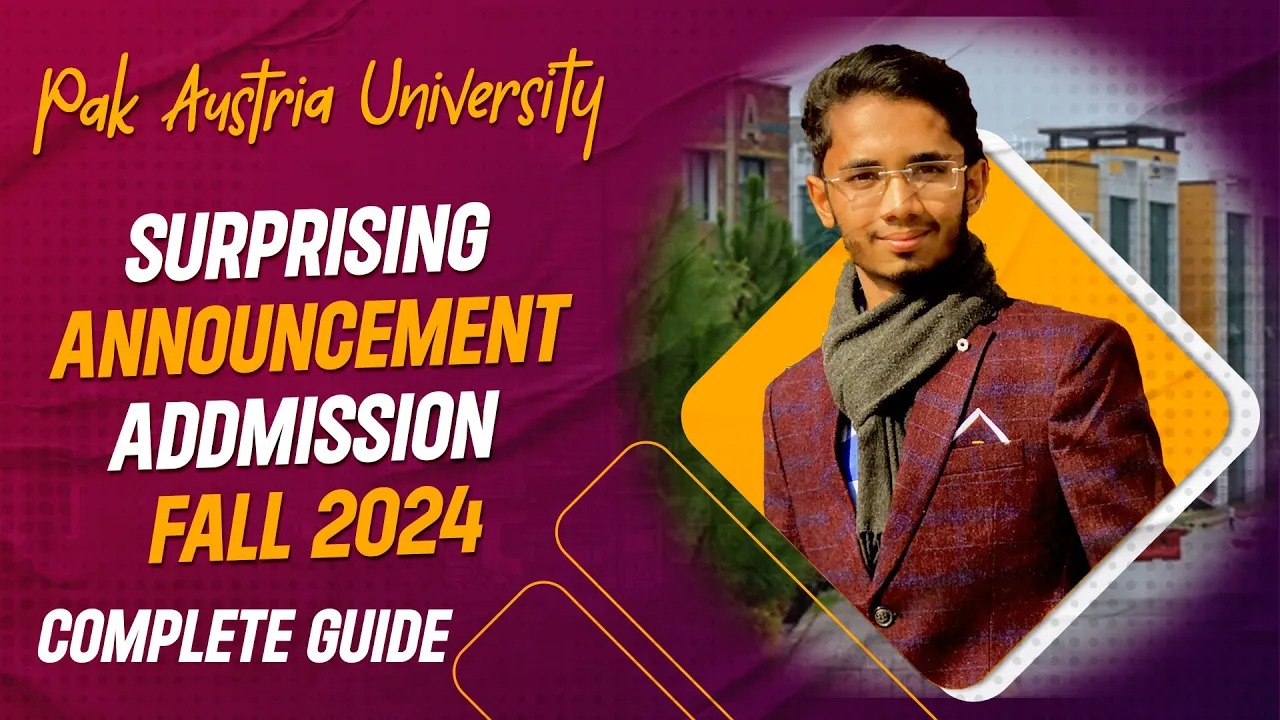 Pak Austria University
SURPRISING
ANNOUNCEMENT
ADDMISSION
FALL 2024
COMPLETE GUIDE
A